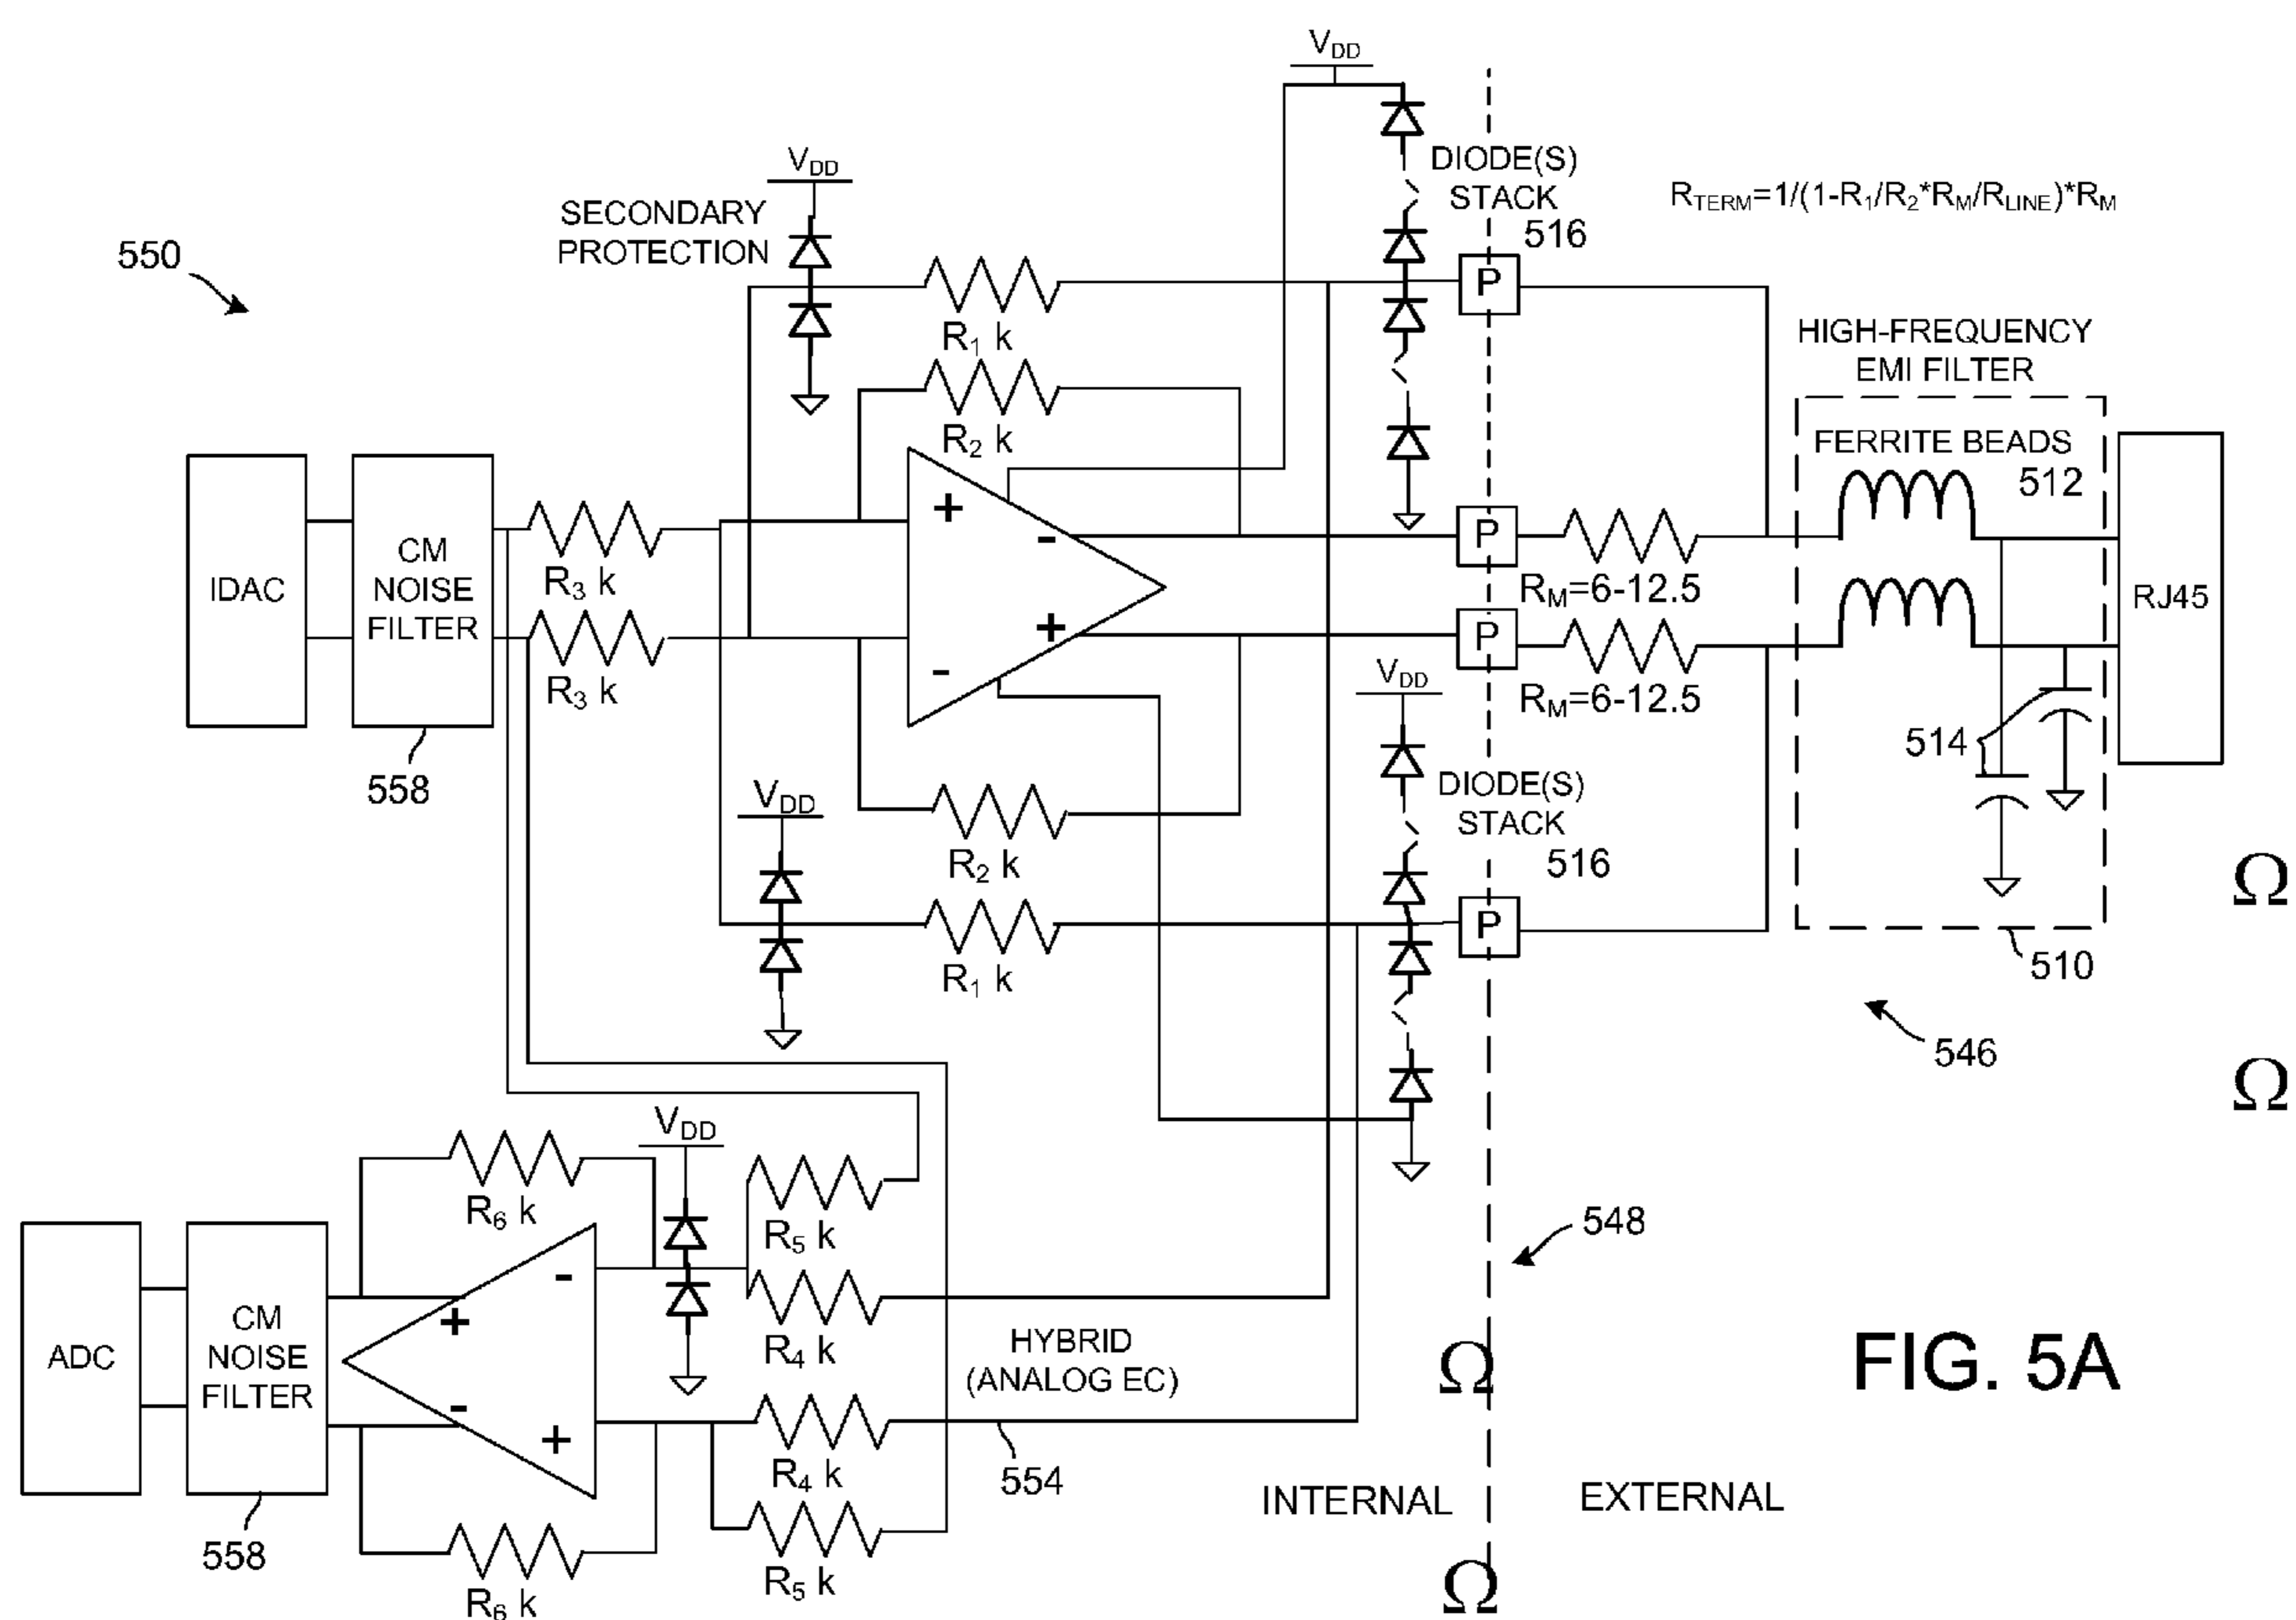 V_DD
V_DD
DIODE(S)
STACK
516
R_TERM=1/(1-R_1/R_2*R_M/R_LINE)*R_M
SECONDARY
PROTECTION
550
P
R_1 k
HIGH-FREQUENCY
EMI FILTER
R_2 k
FERRITE BEADS
512
+
-
+
-
IDAC
CM
NOISE
FILTER
R_3 k
R_3 k
P
R_M=6-12.5
P
R_M=6-12.5
RJ45
V_DD
514
558
V_DD
DIODE(S)
STACK
516
R_2 k
Ω
P
R_1 k
510
546
Ω
V_DD
R_6 k
R_5 k
548
-
+
ADC
CM
NOISE
FILTER
R_4 k
HYBRID
(ANALOG EC)
Ω
FIG. 5A
-
+
R_4 k
554
INTERNAL
EXTERNAL
558
R_5 k
Ω
R_6 k